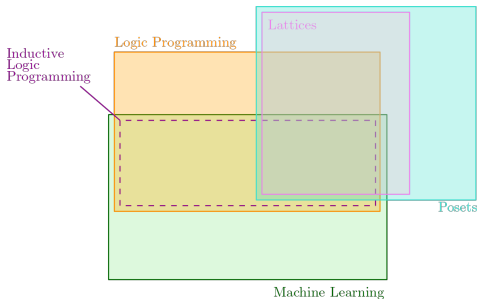 Lattices
Logic Programming
Inductive
Logic
Programming
Posets
Machine Learning